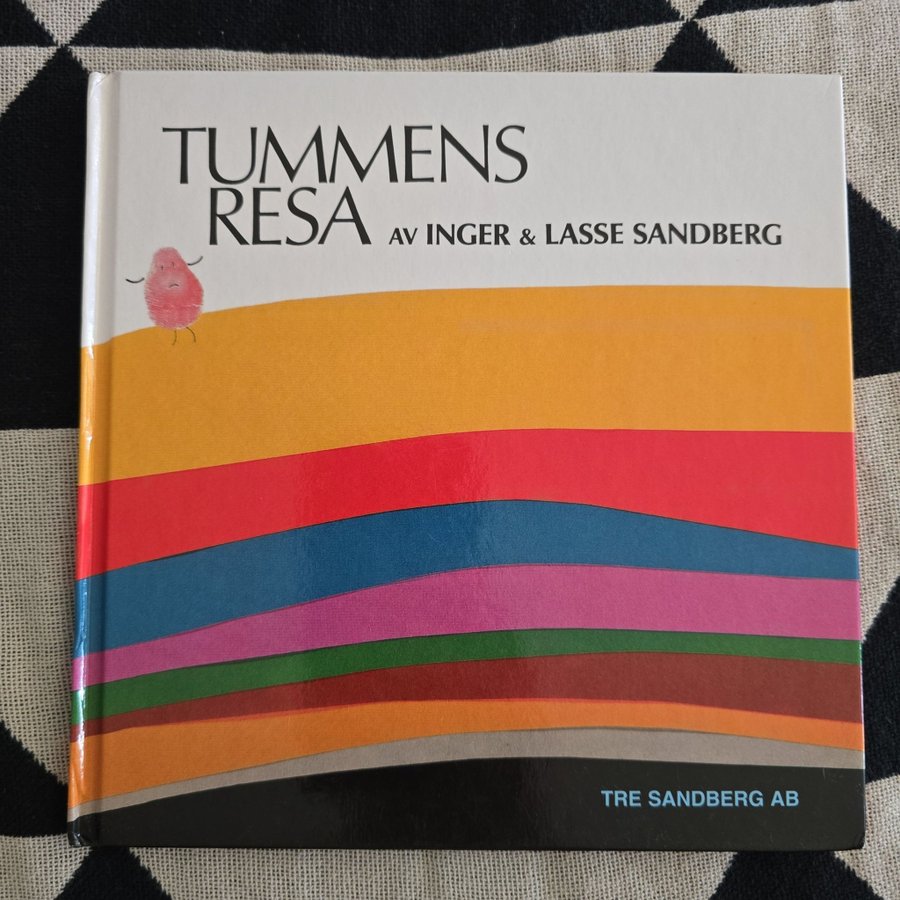 TUMMENS
RESA AV INGER & LASSE SANDBERG
TRE SANDBERG AB